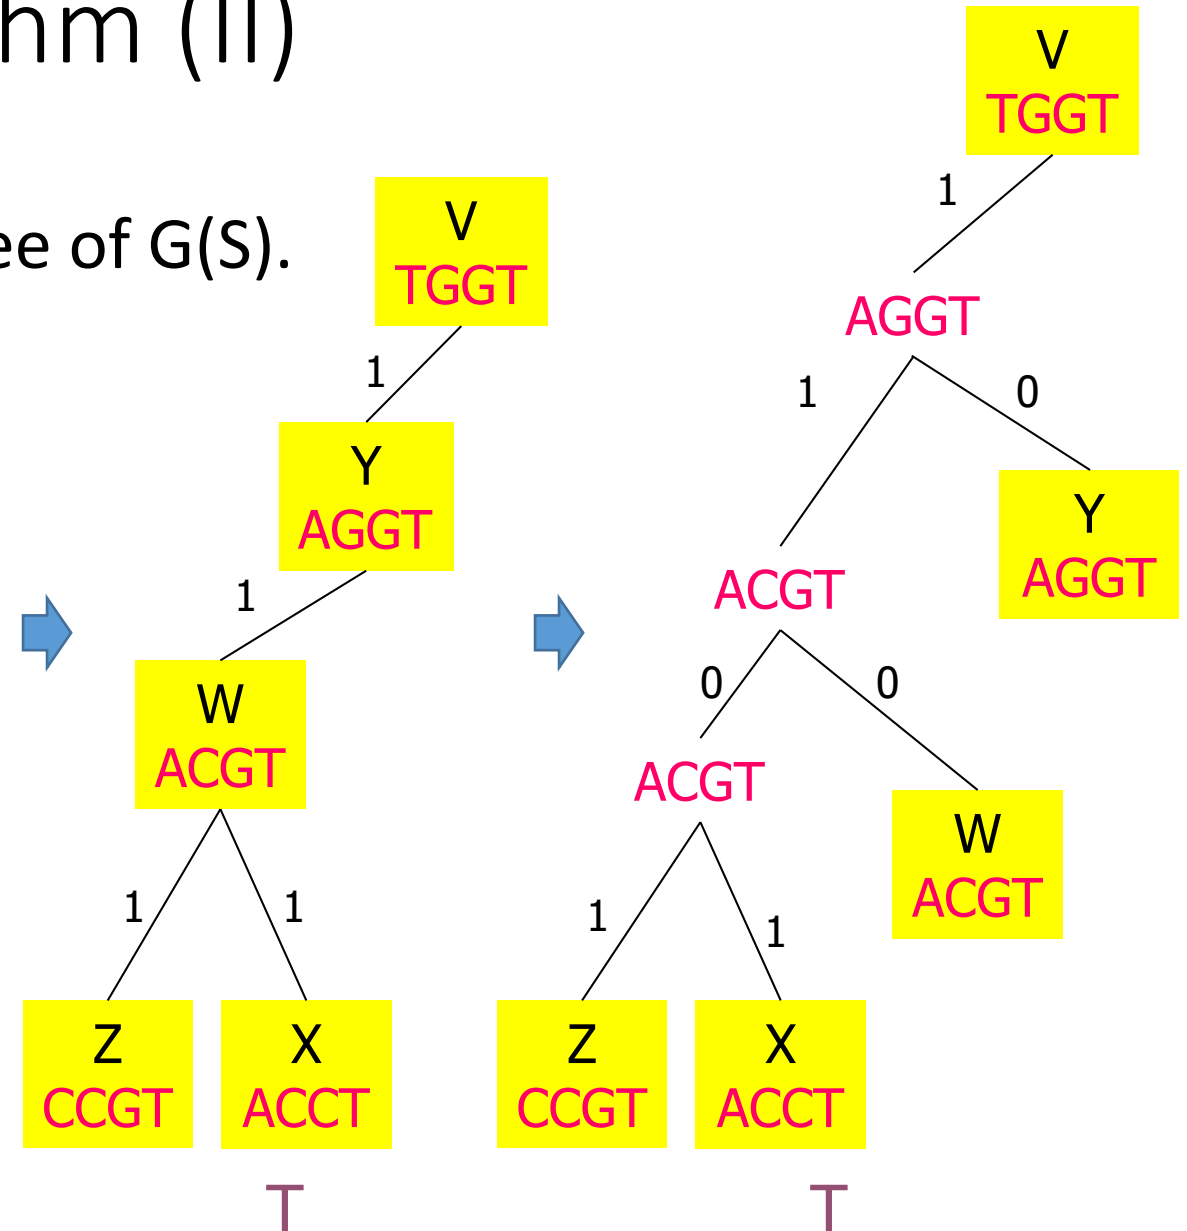 hm (II)
ee of G(S).
V
TGGT
1
Y
AGGT
1
W
ACGT
1
1
Z
CCGT
X
ACCT
T
V
TGGT
1
AGGT
1
0
Y
AGGT
ACGT
0
0
ACGT
W
ACGT
1
1
Z
CCGT
X
ACCT
T